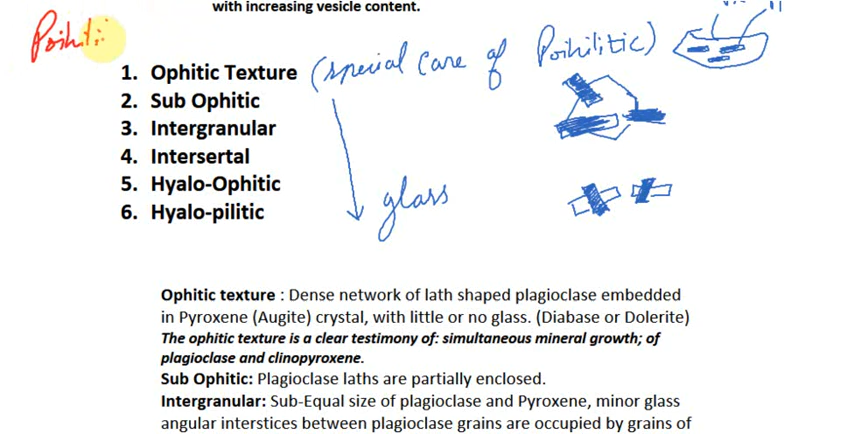 with increasing vesicle content.
Poikiliti
1. Ophitic Texture (special case of Poikilitic)
2. Sub Ophitic
3. Intergranular
4. Intersertal
5. Hyalo-Ophitic
glass
6. Hyalo-pilitic
Ophitic texture : Dense network of lath shaped plagioclase embedded
in Pyroxene (Augite) crystal, with little or no glass. (Diabase or Dolerite)
The ophitic texture is a clear testimony of: simultaneous mineral growth; of
plagioclase and clinopyroxene.
Sub Ophitic: Plagioclase laths are partially enclosed.
Intergranular: Sub-Equal size of plagioclase and Pyroxene, minor glass
angular interstices between plagioclase grains are occupied by grains of